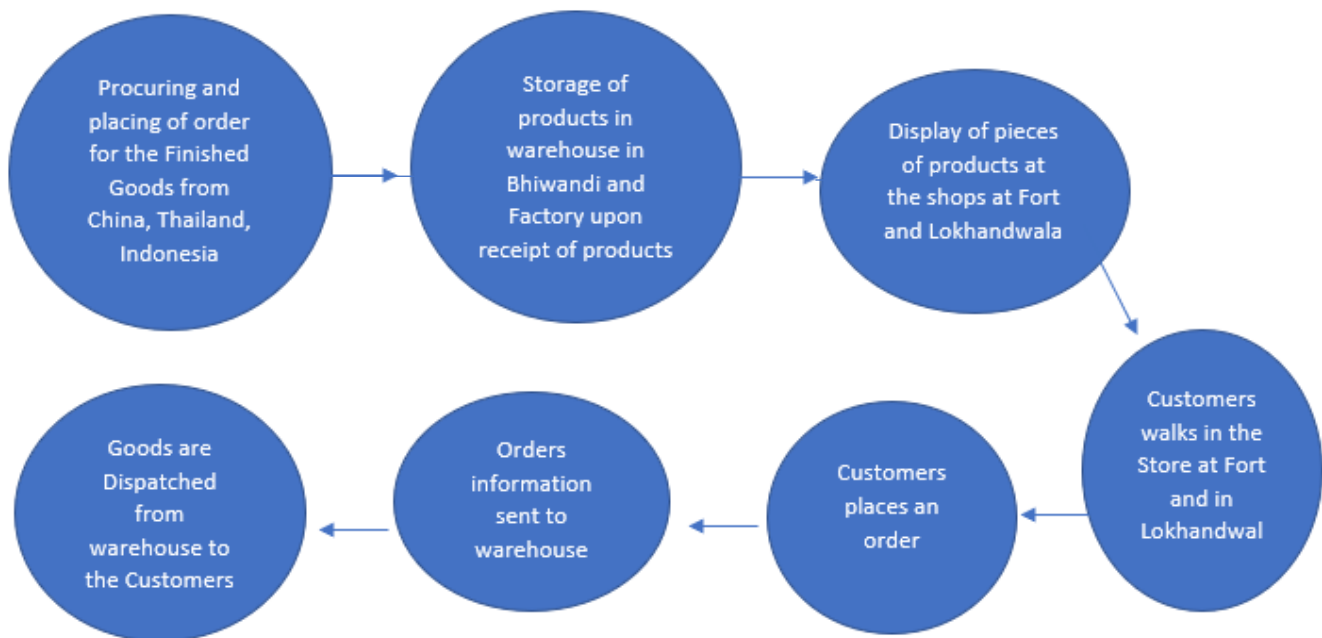 Procuring and
placing of order
for the Finished
Goods from
China, Thailand,
Indonesia
Storage of
products in
warehouse in
Bhiwandi and
Factory upon
receipt of products
Display of pieces
of products at
the shops at Fort
and Lokhandwala
Customers
walks in the
Store at Fort
and in
Lokhandwal
Customers
places an
order
Orders
information
sent to
warehouse
Goods are
Dispatched
from
warehouse to
the Customers